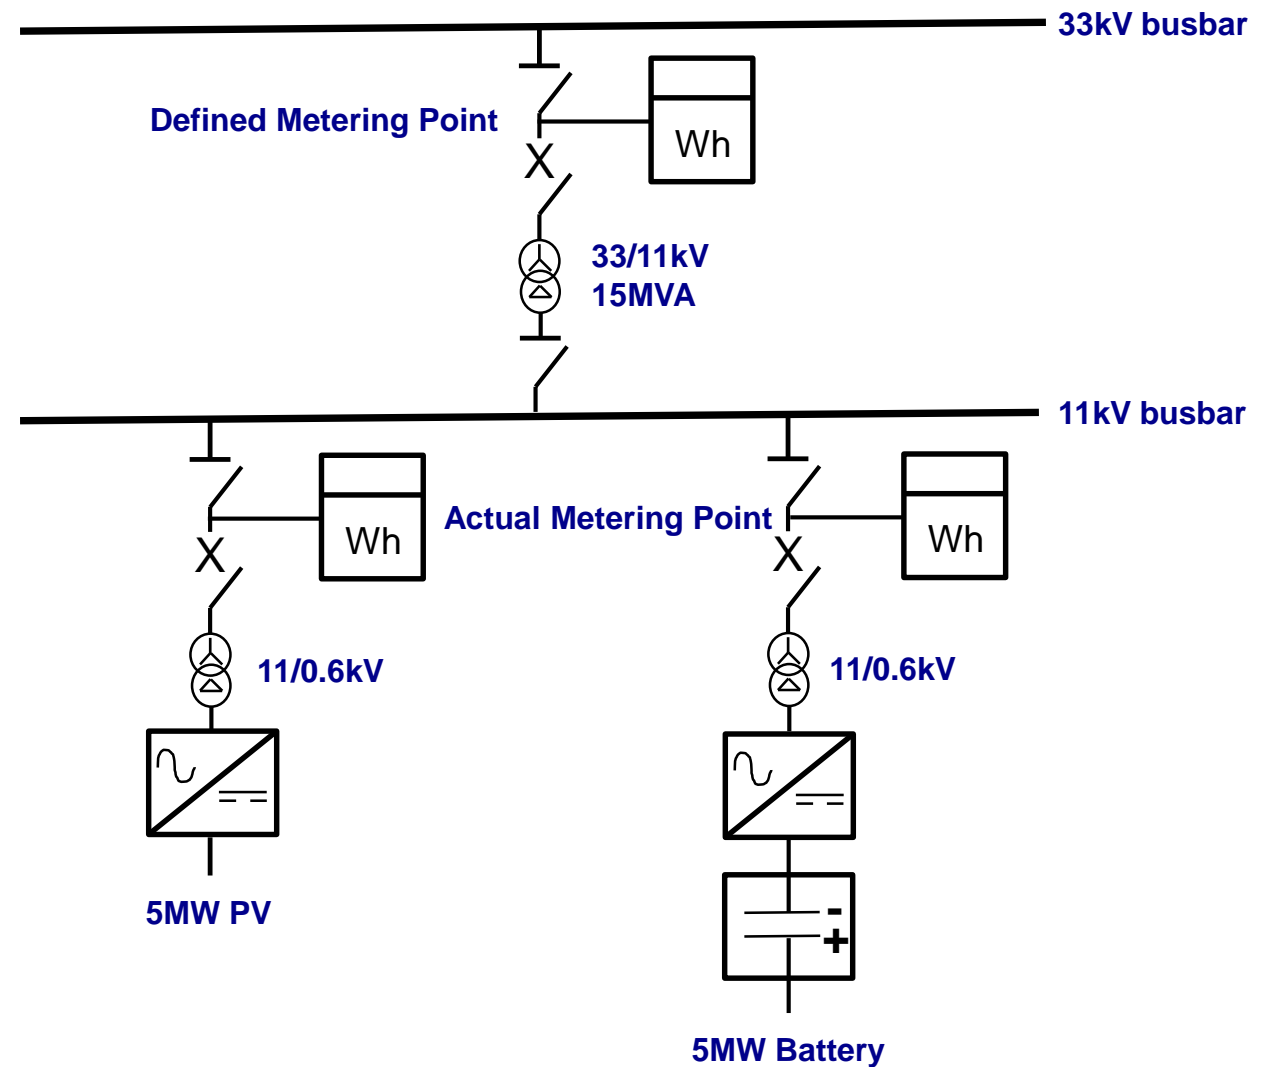 33kV busbar
Defined Metering Point
Wh
X
33/11kV
15MVA
11kV busbar
Actual Metering Point
Wh
Wh
X
X
11/0.6kV
11/0.6kV
5MW PV
-
+
5MW Battery